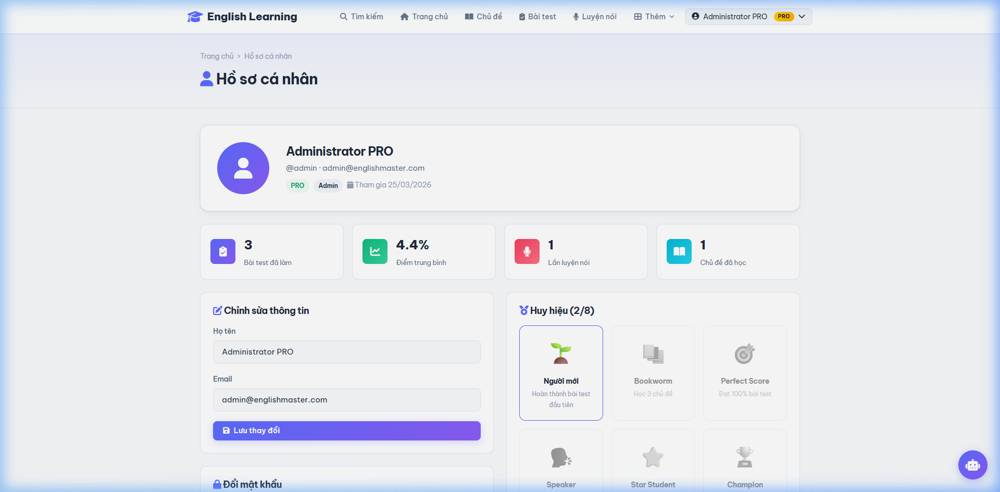 English Learning
Tìm kiếm
Trang chủ
Chủ đề
Bài test
Luyện nói
Thêm
Administrator PRO PRO
Trang chủ › Hồ sơ cá nhân
Hồ sơ cá nhân
Administrator PRO
@admin · admin@englishmaster.com
PRO Admin Tham gia 25/03/2026
3
Bài test đã làm
4.4%
Điểm trung bình
1
Lần luyện nói
1
Chủ đề đã học
Chỉnh sửa thông tin
Họ tên
Administrator PRO
Email
admin@englishmaster.com
Lưu thay đổi
Đổi mật khẩu
Huy hiệu (2/8)
Người mới
Hoàn thành bài test
đầu tiên
Bookworm
Học 3 chủ đề
Perfect Score
Đạt 100% bài test
Speaker
Star Student
Champion